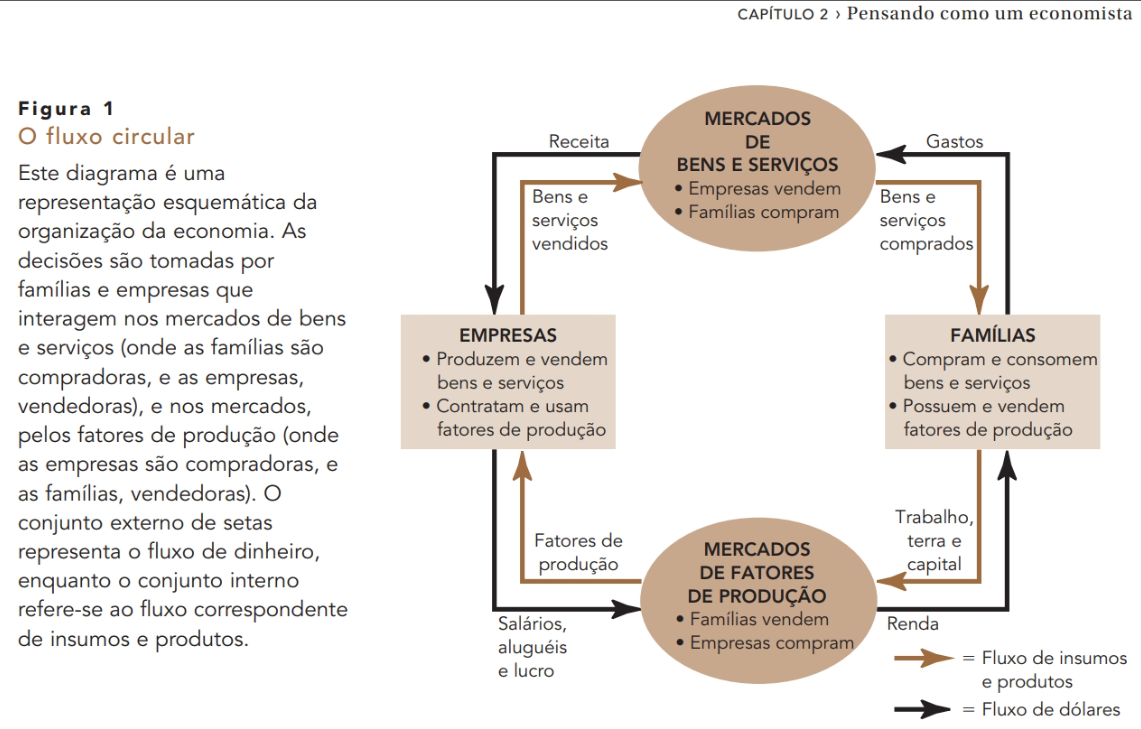 CAPÍTULO 2 › Pensando como um economista
Figura 1
O fluxo circular
Este diagrama é uma
representação esquemática da
organização da economia. As
decisões são tomadas por
famílias e empresas que
interagem nos mercados de bens
e serviços (onde as famílias são
compradoras, e as empresas,
vendedoras), e nos mercados,
pelos fatores de produção (onde
as empresas são compradoras, e
as famílias, vendedoras). O
conjunto externo de setas
representa o fluxo de dinheiro,
enquanto o conjunto interno
refere-se ao fluxo correspondente
de insumos e produtos.
MERCADOS
DE
BENS E SERVIÇOS
• Empresas vendem
• Famílias compram
Receita
Gastos
Bens e
serviços
vendidos
Bens e
serviços
comprados
EMPRESAS
• Produzem e vendem
bens e serviços
• Contratam e usam
fatores de produção
FAMÍLIAS
• Compram e consomem
bens e serviços
• Possuem e vendem
fatores de produção
Fatores de
produção
Trabalho,
terra e
capital
MERCADOS
DE FATORES
DE PRODUÇÃO
• Famílias vendem
• Empresas compram
Salários,
aluguéis
e lucro
Renda
= Fluxo de insumos
e produtos
= Fluxo de dólares